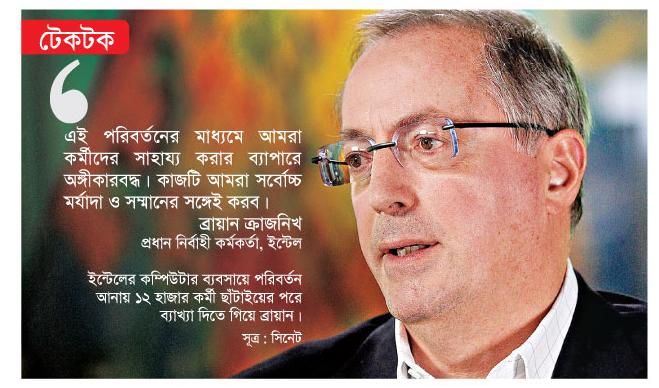 টেকটক
এই পরিবর্তনের মাধ্যমে আমরা
কর্মীদের সাহায্য করার ব্যাপারে
অঙ্গীকারবদ্ধ। কাজটি আমরা সর্বোচ্চ
মর্যাদা ও সম্মানের সঙ্গেই করব।
ব্রায়ান ক্রাজনিখ
প্রধান নির্বাহী কর্মকর্তা, ইন্টেল
ইন্টেলের কম্পিউটার ব্যবসায়ে পরিবর্তন
আনায় ১২ হাজার কর্মী ছাঁটাইয়ের পরে
ব্যাখ্যা দিতে গিয়ে ব্রায়ান।
সূত্র : সিনেট